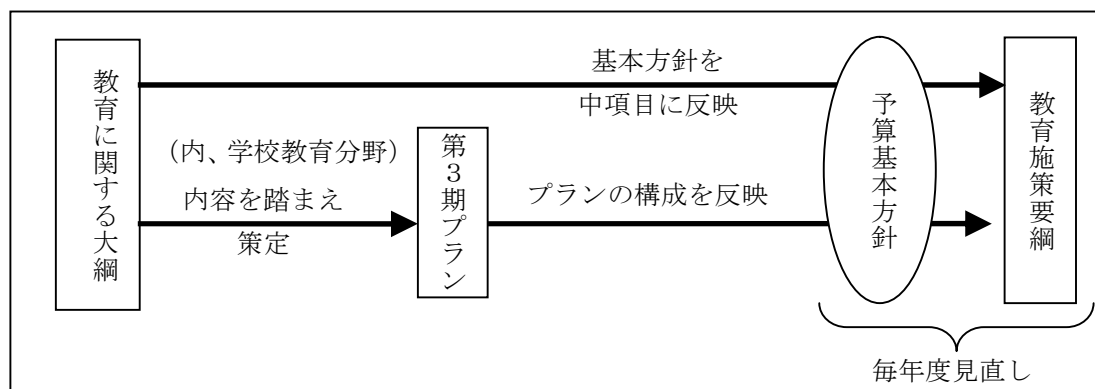 教育に関する大綱
基本方針を
中項目に反映
（内、学校教育分野）
内容を踏まえ
策定
第３期プラン
プランの構成を反映
予算基本方針
教育施策要綱
毎年度見直し